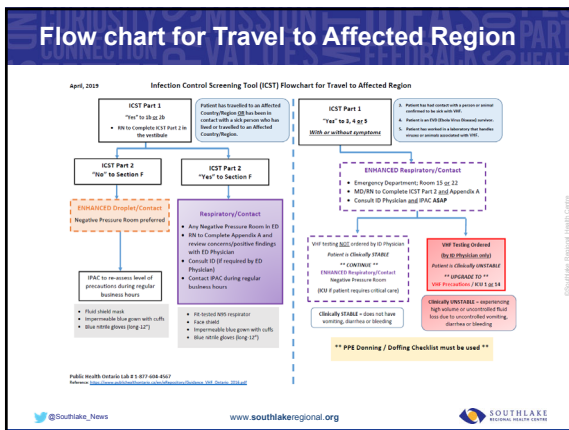 Flow chart for Travel to Affected Region
April, 2019
Infection Control Screening Tool (ICST) Flowchart for Travel to Affected Region
ICST Part 1
"Yes" to 1b or 2b
• RN to Complete ICST Part 2 in
the vestibule
Patient has travelled to an Affected
Country/Region OR has been in
contact with a sick person who has
lived or travelled to an Affected
Country/Region.
ICST Part 2
"No" to Section F
ICST Part 2
"Yes" to Section F
ENHANCED Droplet/Contact
Negative Pressure Room preferred
Respiratory/Contact
• Any Negative Pressure Room in ED
• RN to Complete Appendix A and
review concerns/positive findings
with ED Physician
• Consult ID (if required by ED
Physician)
• Contact IPAC during regular
business hours
IPAC to re-assess level of
precautions during regular
business hours
• Fluid shield mask
• Impermeable blue gown with cuffs
• Blue nitrile gloves (long-12")
• Fit-tested N95 respirator
• Face shield
• Impermeable blue gown with cuffs
• Blue nitrile gloves (long-12")
Public Health Ontario Lab # 1-877-604-4567
Reference:
ICST Part 1
"Yes" to 3, 4 or 5
With or without symptoms
3. Patient has had contact with a person or animal
confirmed to be sick with VHF.
4. Patient is an EVD (Ebola Virus Disease) survivor.
5. Patient has worked in a laboratory that handles
viruses or animals associated with VHF.
ENHANCED Respiratory/Contact
• Emergency Department; Room 15 or 22
• MD/RN to Complete ICST Part 2 and Appendix A
• Consult ID Physician and IPAC ASAP
VHF testing NOT ordered by ID Physician
Patient is Clinically STABLE
** CONTINUE **
ENHANCED Respiratory/Contact
Negative Pressure Room
(ICU if patient requires critical care)
VHF Testing Ordered
(by ID Physician only)
Patient is Clinically UNSTABLE
** UPGRADE TO **
VHF Precautions / ICU 1 or 14
Clinically STABLE = does not have
vomiting, diarrhea or bleeding
Clinically UNSTABLE = experiencing
high volume or uncontrolled fluid
loss due to uncontrolled vomiting,
diarrhea or bleeding
** PPE Donning / Doffing Checklist must be used **
©Southlake Regional Health Centre
@Southlake_News
www.southlakeregional.org
SOUTHLAKE
REGIONAL HEALTH CENTRE